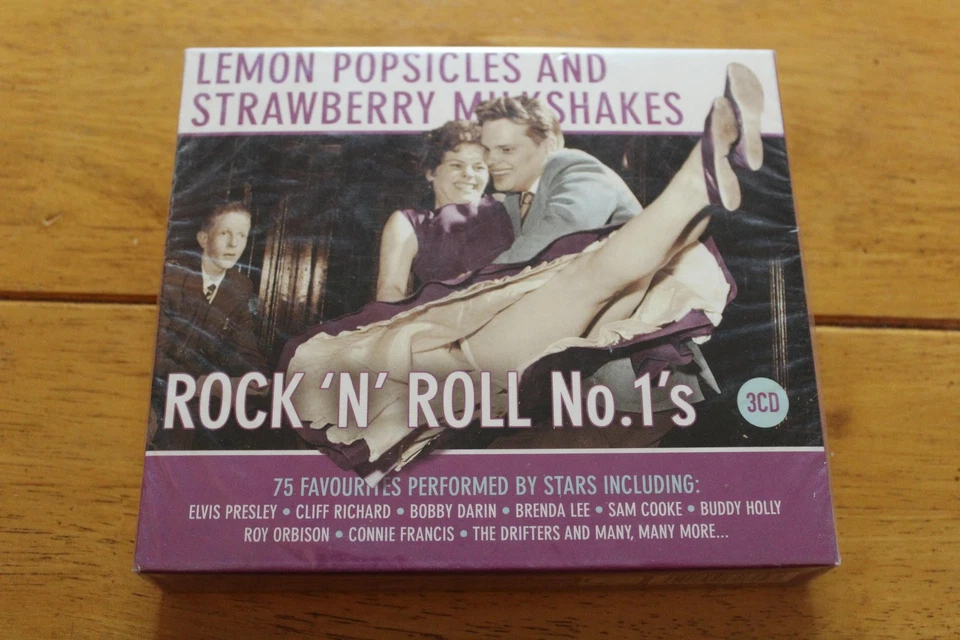 LEMON POPSICLES AND
STRAWBERRY MILKSHAKES
ROCK 'N' ROLL No.1's
3CD
75 FAVOURITES PERFORMED BY STARS INCLUDING:
ELVIS PRESLEY • CLIFF RICHARD • BOBBY DARIN • BRENDA LEE • SAM COOKE • BUDDY HOLLY
ROY ORBISON • CONNIE FRANCIS • THE DRIFTERS AND MANY, MANY MORE...